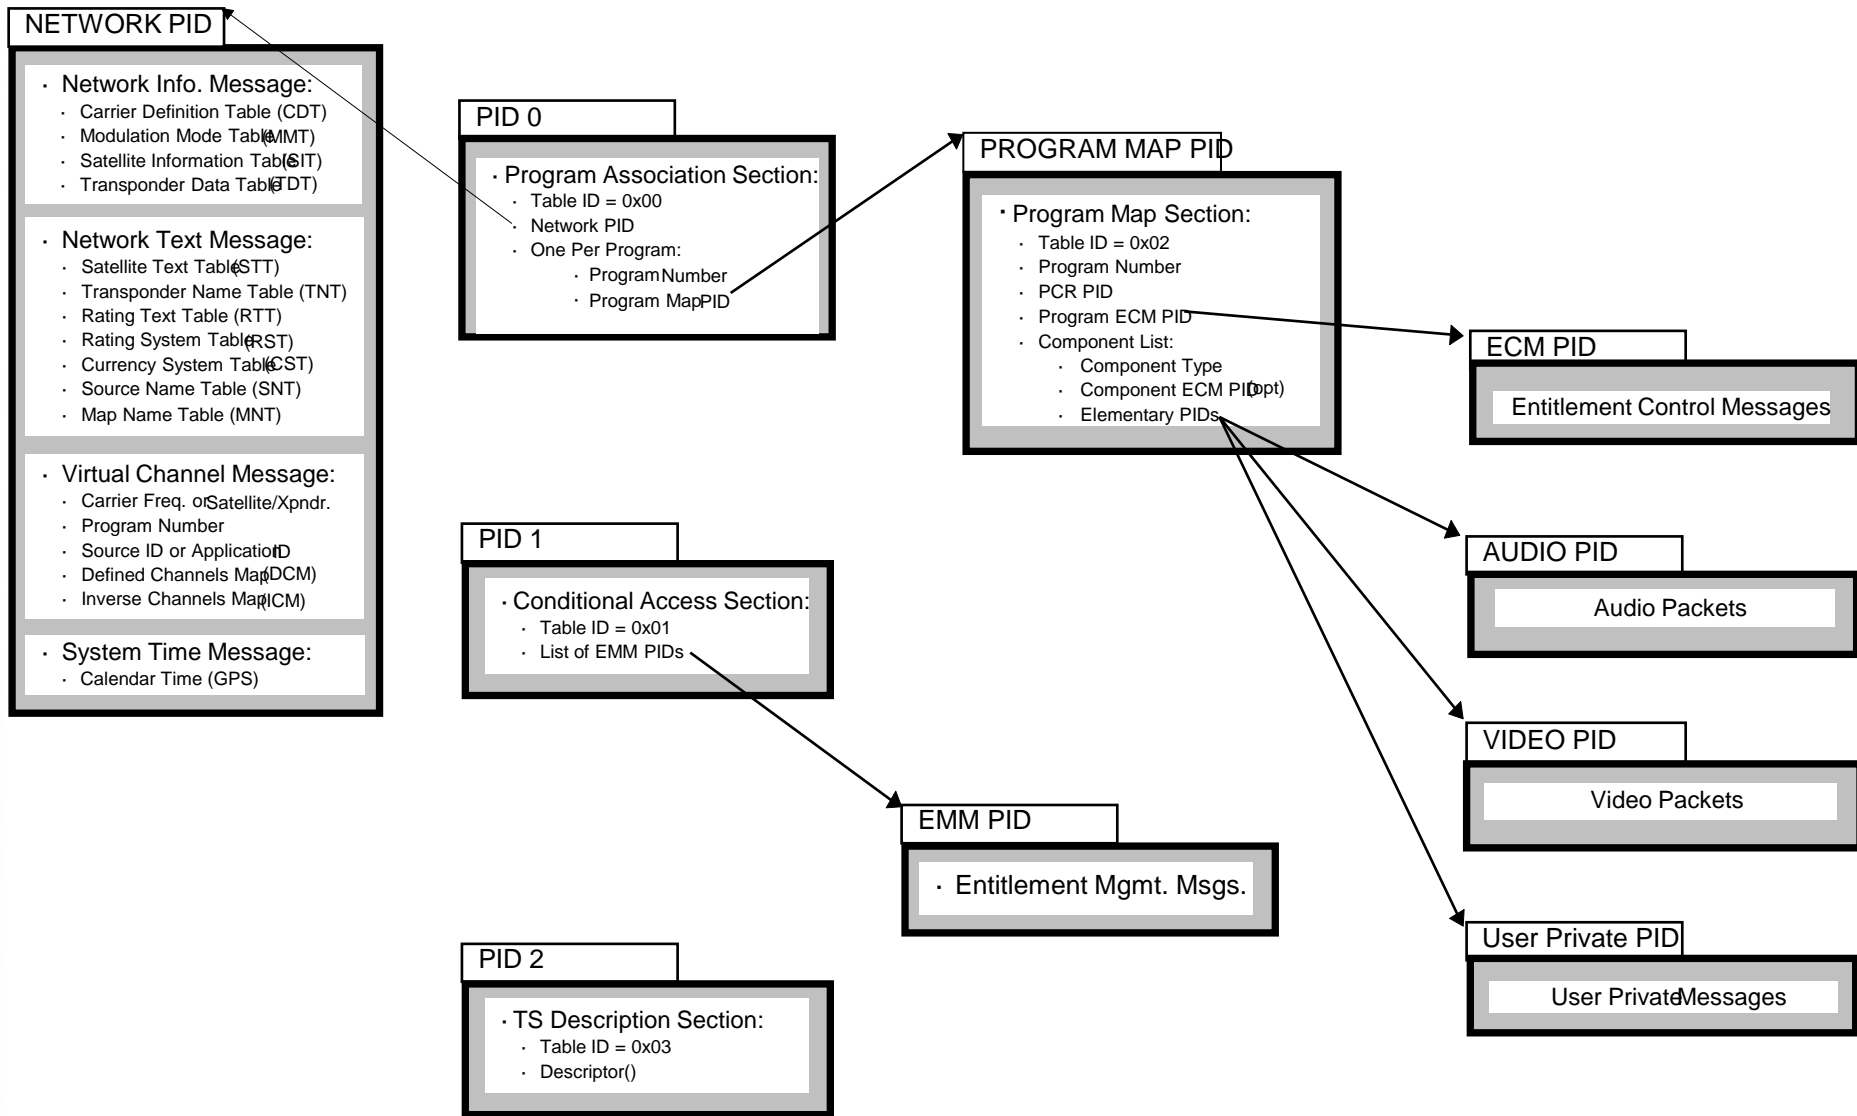 NETWORK PID
· Network Info. Message:
· Carrier Definition Table (CDT)
· Modulation Mode Table (MMT)
· Satellite Information Table (SIT)
· Transponder Data Table (TDT)
· Network Text Message:
· Satellite Text Table (STT)
· Transponder Name Table (TNT)
· Rating Text Table (RTT)
· Rating System Table (RST)
· Currency System Table (CST)
· Source Name Table (SNT)
· Map Name Table (MNT)
· Virtual Channel Message:
· Carrier Freq. or Satellite/Xpndr.
· Program Number
· Source ID or Application ID
· Defined Channels Map (DCM)
· Inverse Channels Map (ICM)
· System Time Message:
· Calendar Time (GPS)
PID 0
· Program Association Section:
· Table ID = 0x00
· Network PID
· One Per Program:
· Program Number
· Program Map PID
PID 1
· Conditional Access Section:
· Table ID = 0x01
· List of EMM PIDs
PID 2
· TS Description Section:
· Table ID = 0x03
· Descriptor()
PROGRAM MAP PID
· Program Map Section:
· Table ID = 0x02
· Program Number
· PCR PID
· Program ECM PID
· Component List:
· Component Type
· Component ECM PID (opt)
· Elementary PIDs
EMM PID
· Entitlement Mgmt. Msgs.
ECM PID
Entitlement Control Messages
AUDIO PID
Audio Packets
VIDEO PID
Video Packets
User Private PID
User Private Messages